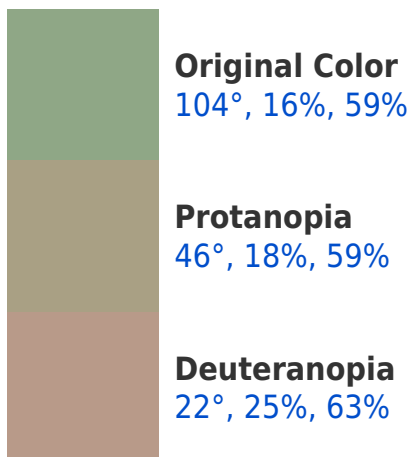 Original Color
104°, 16%, 59%
Protanopia
46°, 18%, 59%
Deuteranopia
22°, 25%, 63%